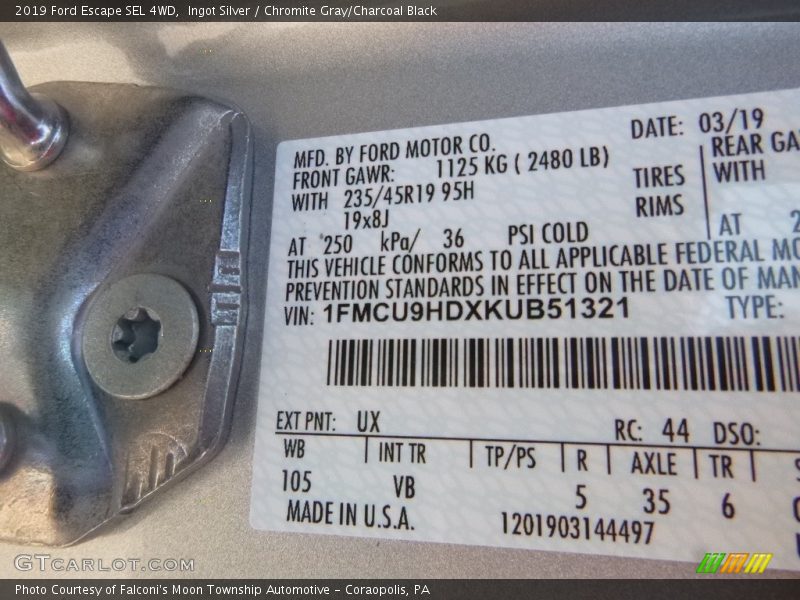 2019 Ford Escape SEL 4WD, Ingot Silver / Chromite Gray/Charcoal Black
MFD. BY FORD MOTOR CO.
DATE: 03/19
FRONT GAWR: 1125 KG ( 2480 LB)
REAR GA
WITH 235/45R19 95H
TIRES
WITH
19x8J
RIMS
AT 250 kPa/ 36 PSI COLD
AT 2
THIS VEHICLE CONFORMS TO ALL APPLICABLE FEDERAL MO
PREVENTION STANDARDS IN EFFECT ON THE DATE OF MAN
VIN: 1FMCU9HDXKUB51321
TYPE:
EXT PNT: UX
RC: 44 DSO:
WB INT TR TP/PS R AXLE TR S
105 VB 5 35 6
MADE IN U.S.A.
1201903144497
GTCARLOT.COM
Photo Courtesy of Falconi's Moon Township Automotive – Coraopolis, PA